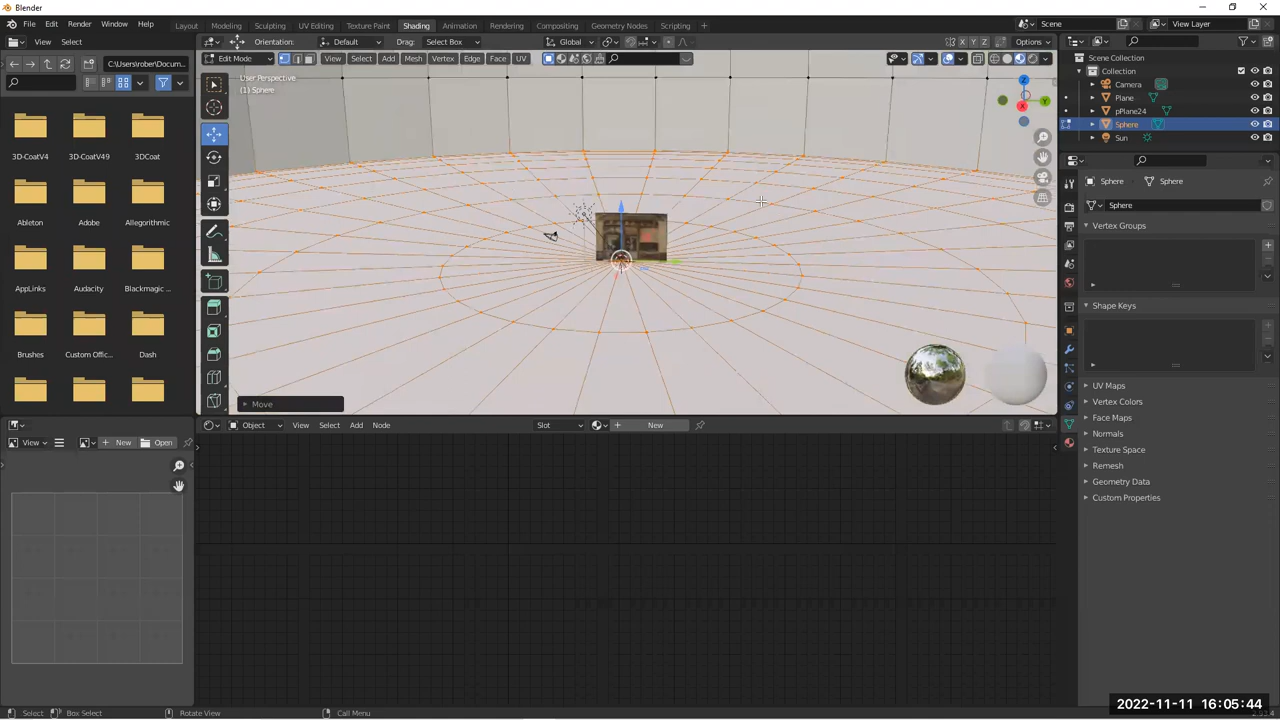 Blender
File Edit Render Window Help
Layout Modeling Sculpting UV Editing Texture Paint Shading Animation Rendering Compositing Geometry Nodes Scripting
Scene View Layer
View Select
Orientation: Default Drag: Select Box Global Options
C:\Users\rober\Docum...
Edit Mode View Select Add Mesh Vertex Edge Face UV
User Perspective
(1) Sphere
Z
Y
X
3D-CoatV4 3D-CoatV49 3DCoat
Ableton Adobe Allegorithmic
AppLinks Audacity Blackmagic ...
Brushes Custom Offic... Dash
Move
Scene Collection
Collection
Camera
Plane
pPlane24
Sphere
Sun
Sphere Sphere
Sphere
Vertex Groups
Shape Keys
UV Maps
Vertex Colors
Face Maps
Normals
Texture Space
Remesh
Geometry Data
Custom Properties
Object View Select Add Node Slot New
View New Open
Select Box Select Rotate View Call Menu
2022-11-11 16:05:44